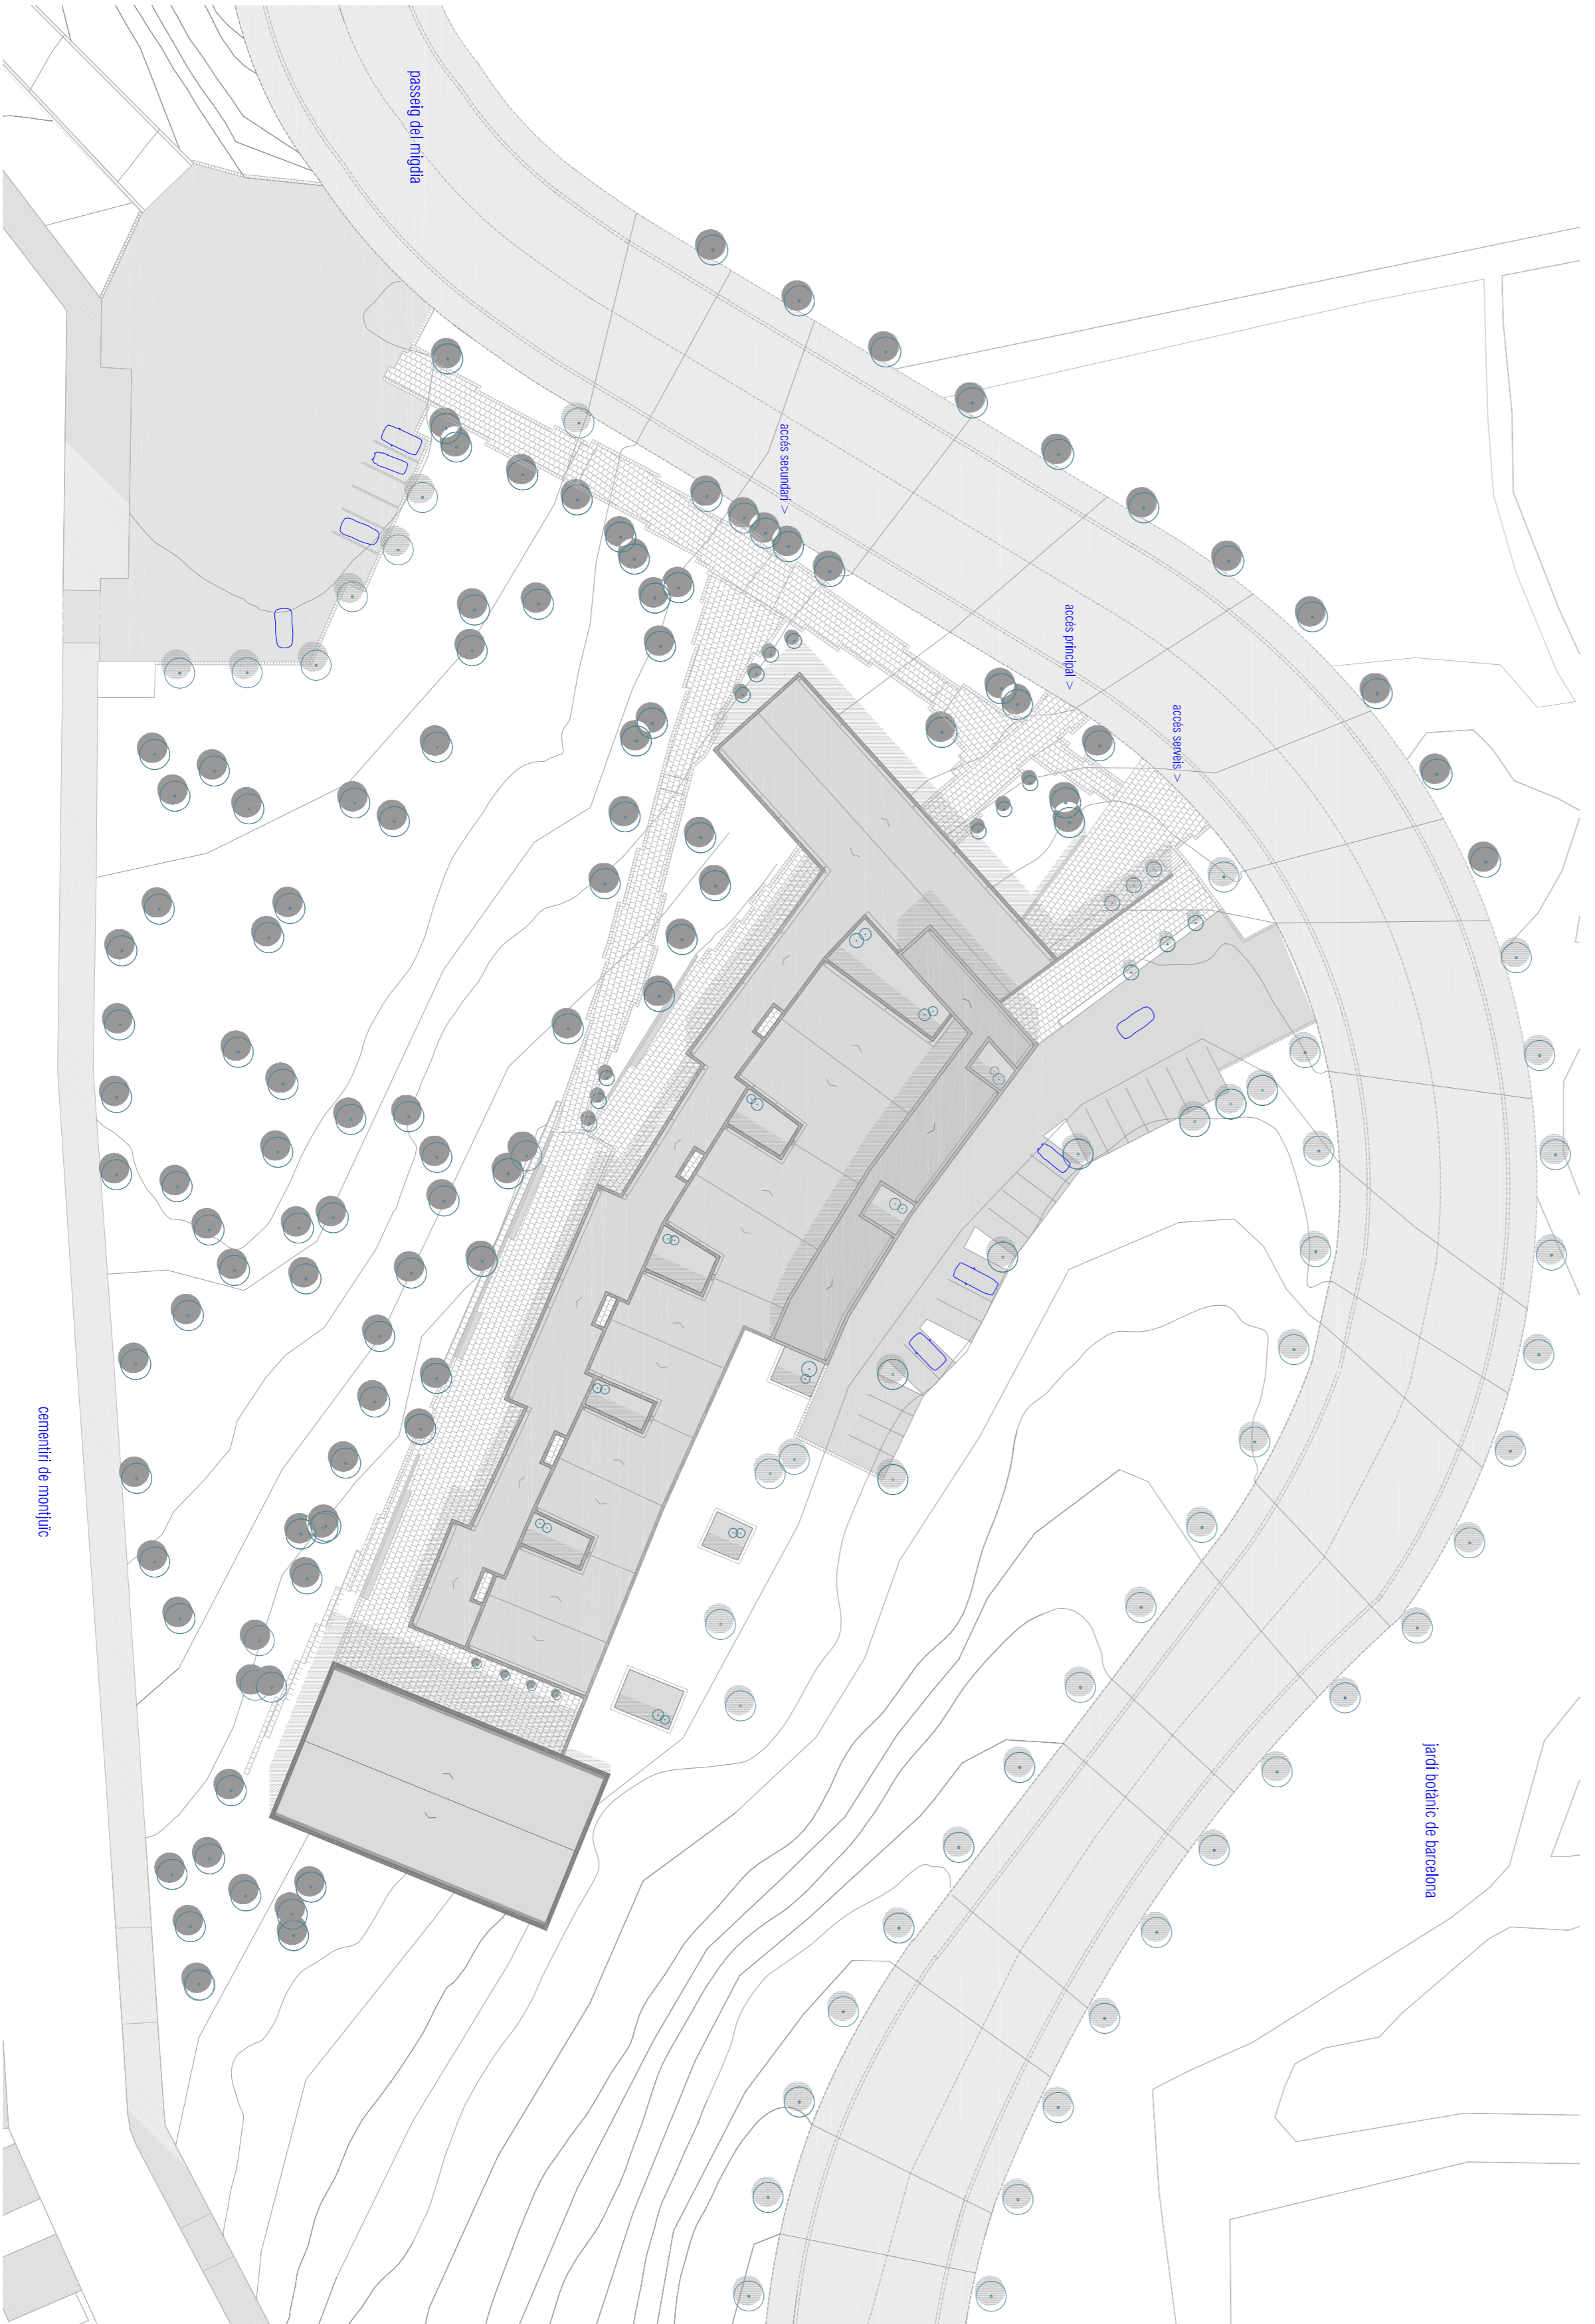 passeig del migdia
accés secundari >
accés principal >
accés serveis >
cementiri de montjuïc
jardí botànic de barcelona